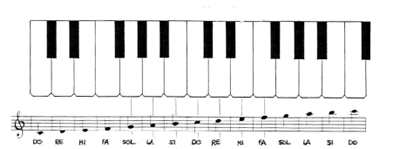 DO RE MI FA SOL LA SI DO RE MI FA SOL LA SI DO